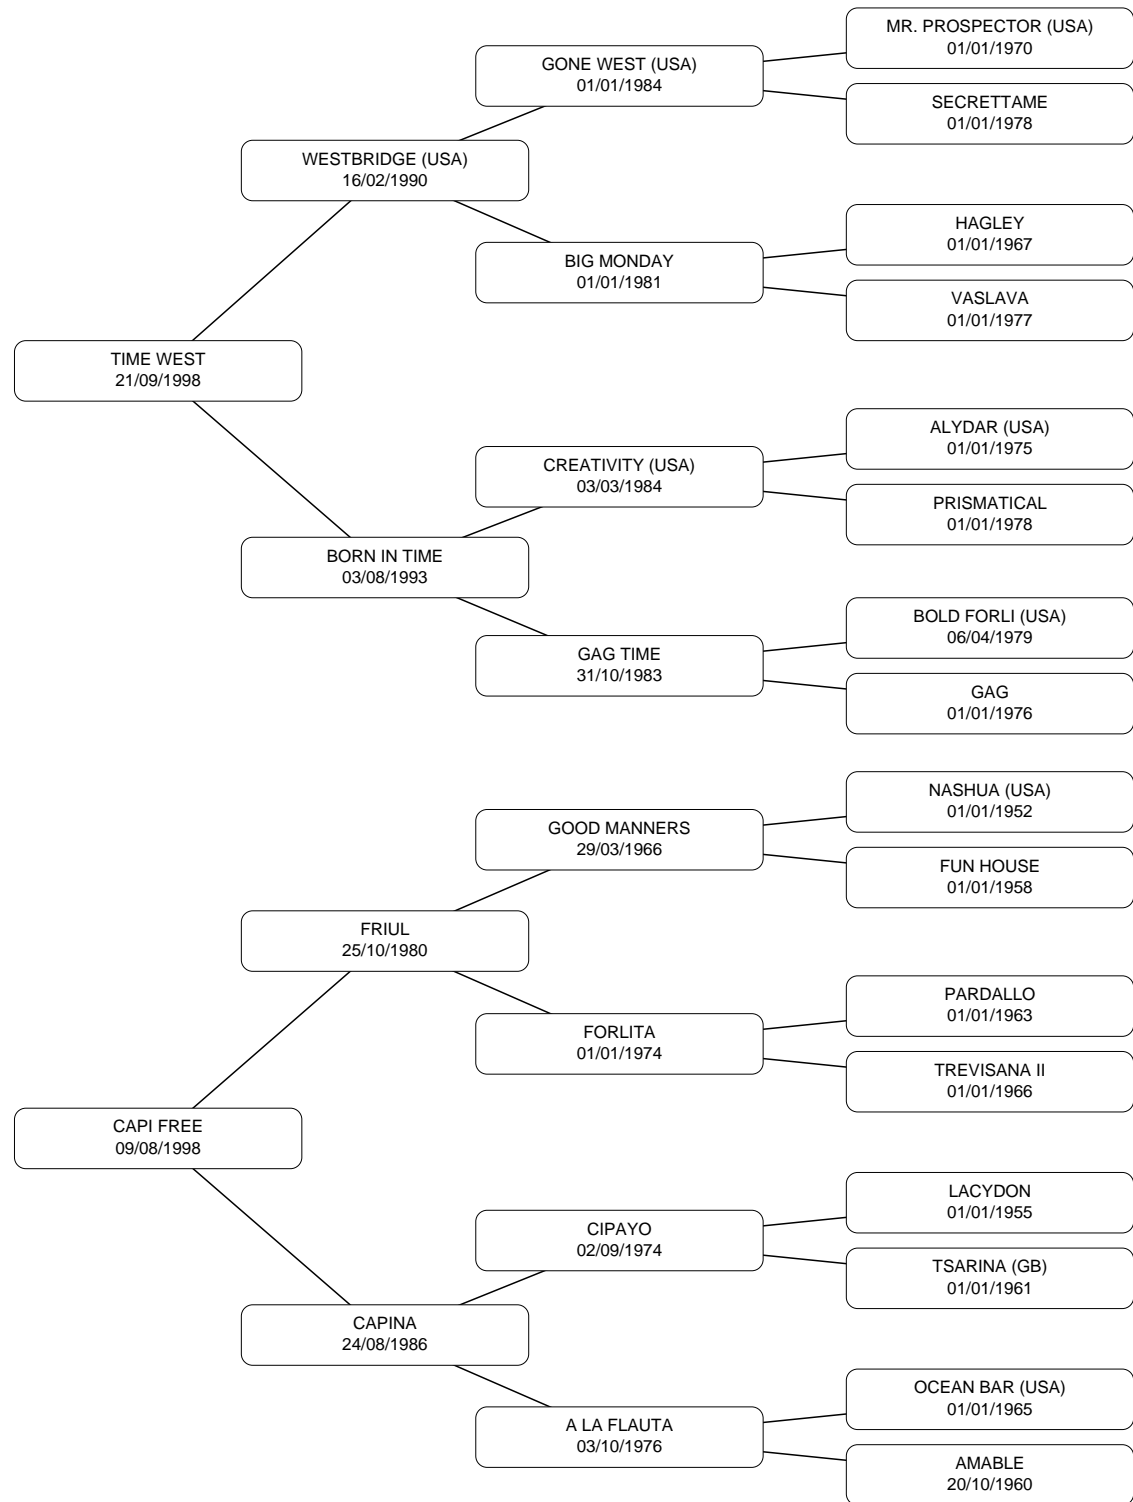 MR. PROSPECTOR (USA)
01/01/1970
GONE WEST (USA)
01/01/1984
SECRETTAME
01/01/1978
WESTBRIDGE (USA)
16/02/1990
HAGLEY
01/01/1967
BIG MONDAY
01/01/1981
VASLAVA
01/01/1977
TIME WEST
21/09/1998
ALYDAR (USA)
01/01/1975
CREATIVITY (USA)
03/03/1984
PRISMATICAL
01/01/1978
BORN IN TIME
03/08/1993
BOLD FORLI (USA)
06/04/1979
GAG TIME
31/10/1983
GAG
01/01/1976
NASHUA (USA)
01/01/1952
GOOD MANNERS
29/03/1966
FUN HOUSE
01/01/1958
FRIUL
25/10/1980
PARDALLO
01/01/1963
FORLITA
01/01/1974
TREVISANA II
01/01/1966
CAPI FREE
09/08/1998
LACYDON
01/01/1955
CIPAYO
02/09/1974
TSARINA (GB)
01/01/1961
CAPINA
24/08/1986
OCEAN BAR (USA)
01/01/1965
A LA FLAUTA
03/10/1976
AMABLE
20/10/1960